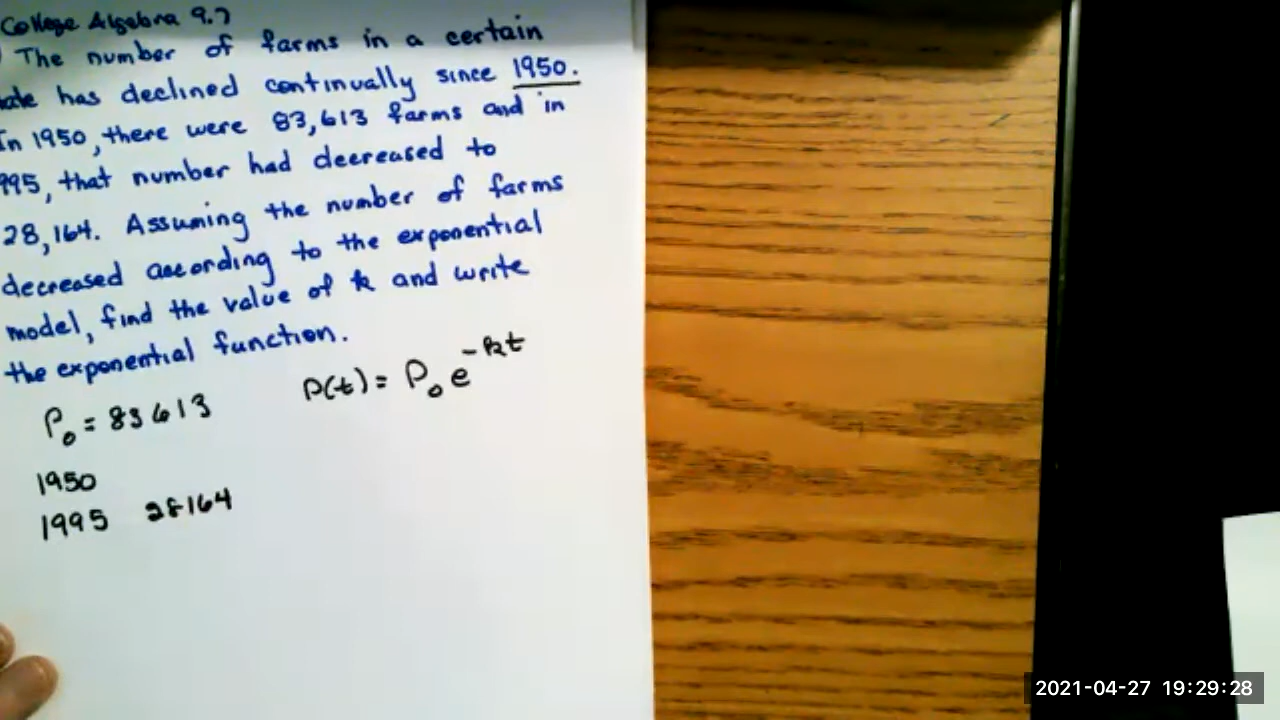 College Algebra 9.7
The number of farms in a certain
has declined continually since 1950.
In 1950, there were 83,613 farms and in
995, that number had decreased to
28,164. Assuming the number of farms
decreased according to the exponential
model, find the value of k and write
the exponential function.
P₀ = 83613 P(t) = P₀ e^-kt
1950
1995 28164
2021-04-27 19:29:28